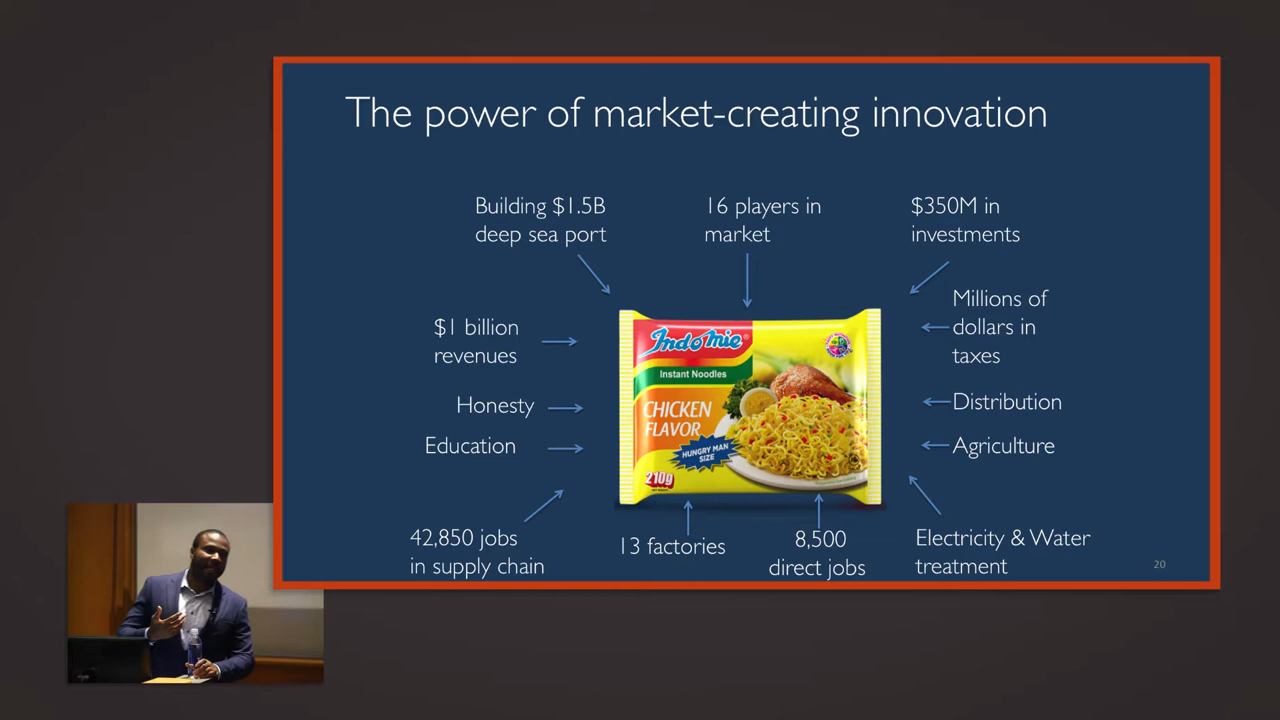 The power of market-creating innovation
Building $1.5B
deep sea port
16 players in
market
$350M in
investments
$1 billion
revenues
Millions of
dollars in
taxes
Honesty
Distribution
Education
Agriculture
Indomie
Instant Noodles
CHICKEN
FLAVOR
HUNGRY MAN
SIZE
210g
42,850 jobs
in supply chain
13 factories
8,500
direct jobs
Electricity & Water
treatment
20